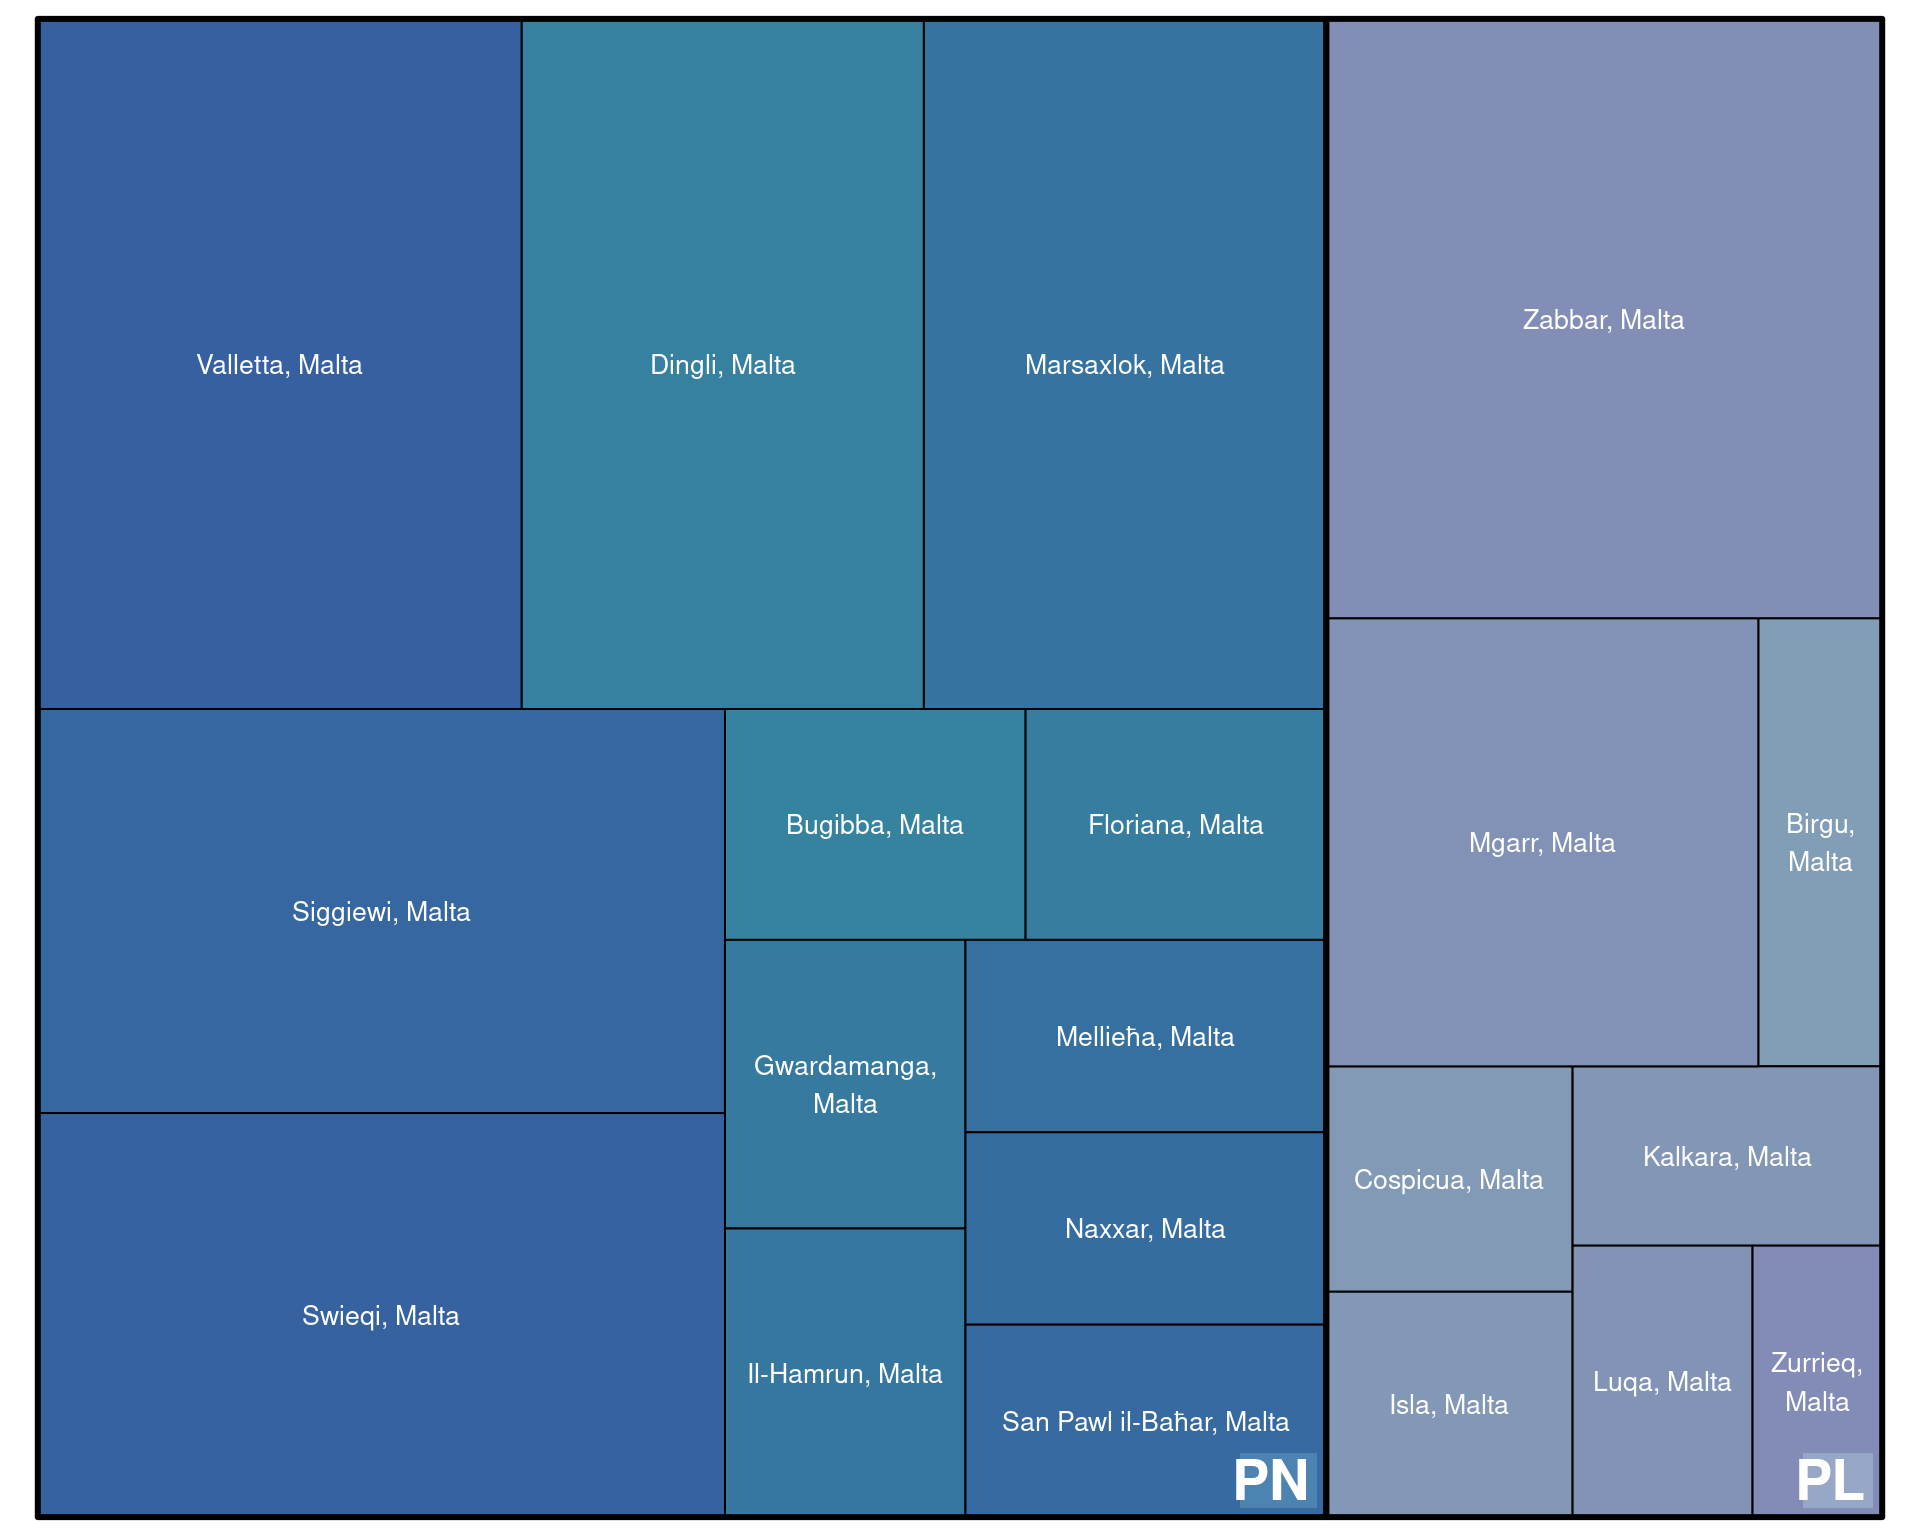 Valletta, Malta
Dingli, Malta
Marsaxlok, Malta
Zabbar, Malta
Siggiewi, Malta
Bugibba, Malta
Floriana, Malta
Mgarr, Malta
Birgu,
Malta
Gwardamanga,
Malta
Mellieħa, Malta
Naxxar, Malta
Cospicua, Malta
Kalkara, Malta
Swieqi, Malta
Il-Hamrun, Malta
San Pawl il-Baħar, Malta
Isla, Malta
Luqa, Malta
Zurrieq,
Malta
PN
PL